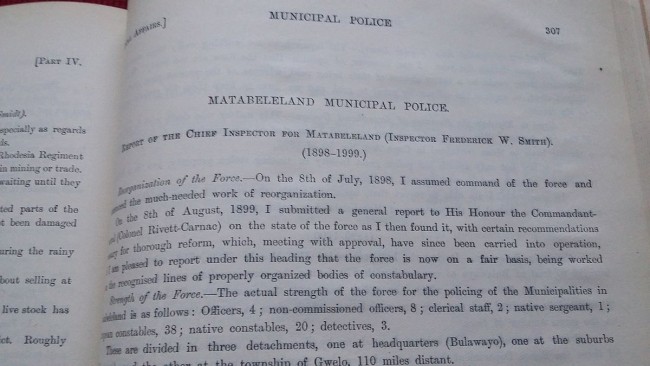 [PART IV.
midt).
specially as regards
ds.
Rhodesia Regiment
in mining or trade.
waiting until they
ted parts of the
t been damaged
uring the rainy
bout selling at
live stock has
ct. Roughly
AFFAIRS.]
MUNICIPAL POLICE
307
MATABELELAND MUNICIPAL POLICE.
REPORT OF THE CHIEF INSPECTOR FOR MATABELELAND (INSPECTOR FREDERICK W. SMITH).
(1898-1999.)
Reorganization of the Force.—On the 8th of July, 1898, I assumed command of the force and
the much-needed work of reorganization.
On the 8th of August, 1899, I submitted a general report to His Honour the Commandant-
(Colonel Rivett-Carnac) on the state of the force as I then found it, with certain recommendations
for thorough reform, which, meeting with approval, have since been carried into operation,
I am pleased to report under this heading that the force is now on a fair basis, being worked
the recognised lines of properly organized bodies of constabulary.
Strength of the Force.—The actual strength of the force for the policing of the Municipalities in
is as follows: Officers, 4; non-commissioned officers, 8; clerical staff, 2; native sergeant, 1;
constables, 38; native constables, 20; detectives, 3.
These are divided in three detachments, one at headquarters (Bulawayo), one at the suburbs
the other at the township of Gwelo, 110 miles distant.